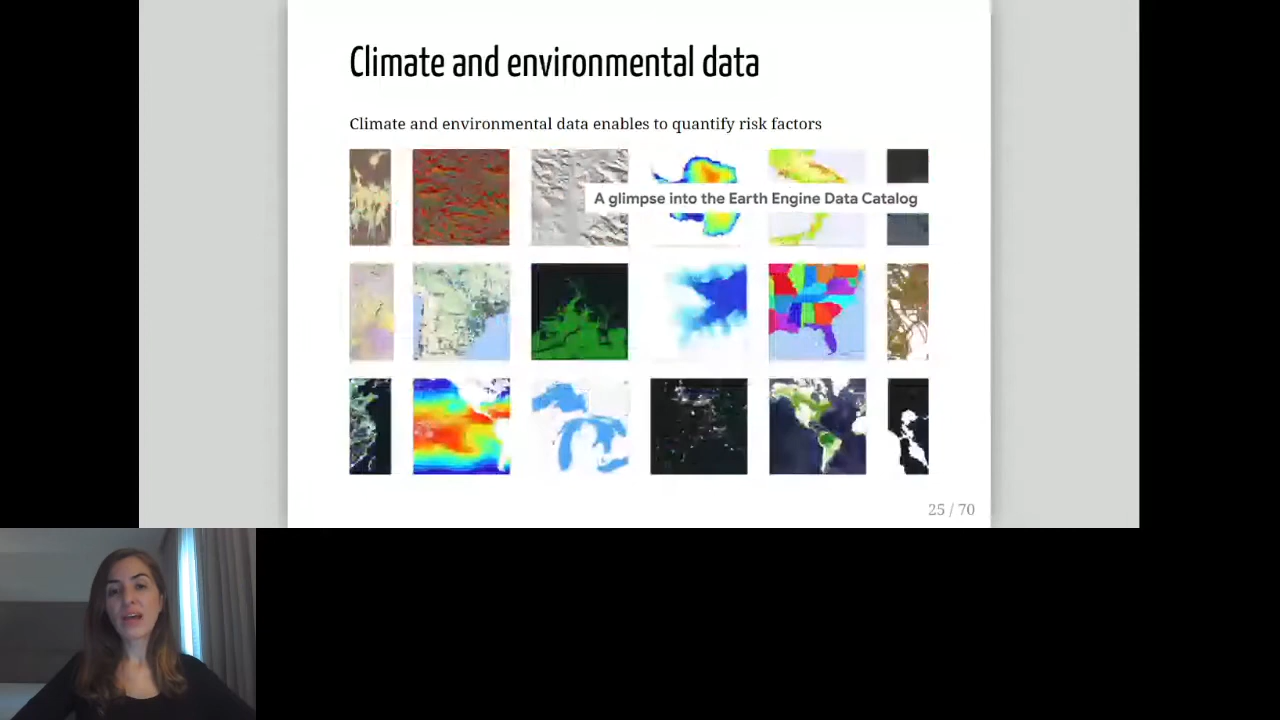 Climate and environmental data
Climate and environmental data enables to quantify risk factors
A glimpse into the Earth Engine Data Catalog
25 / 70